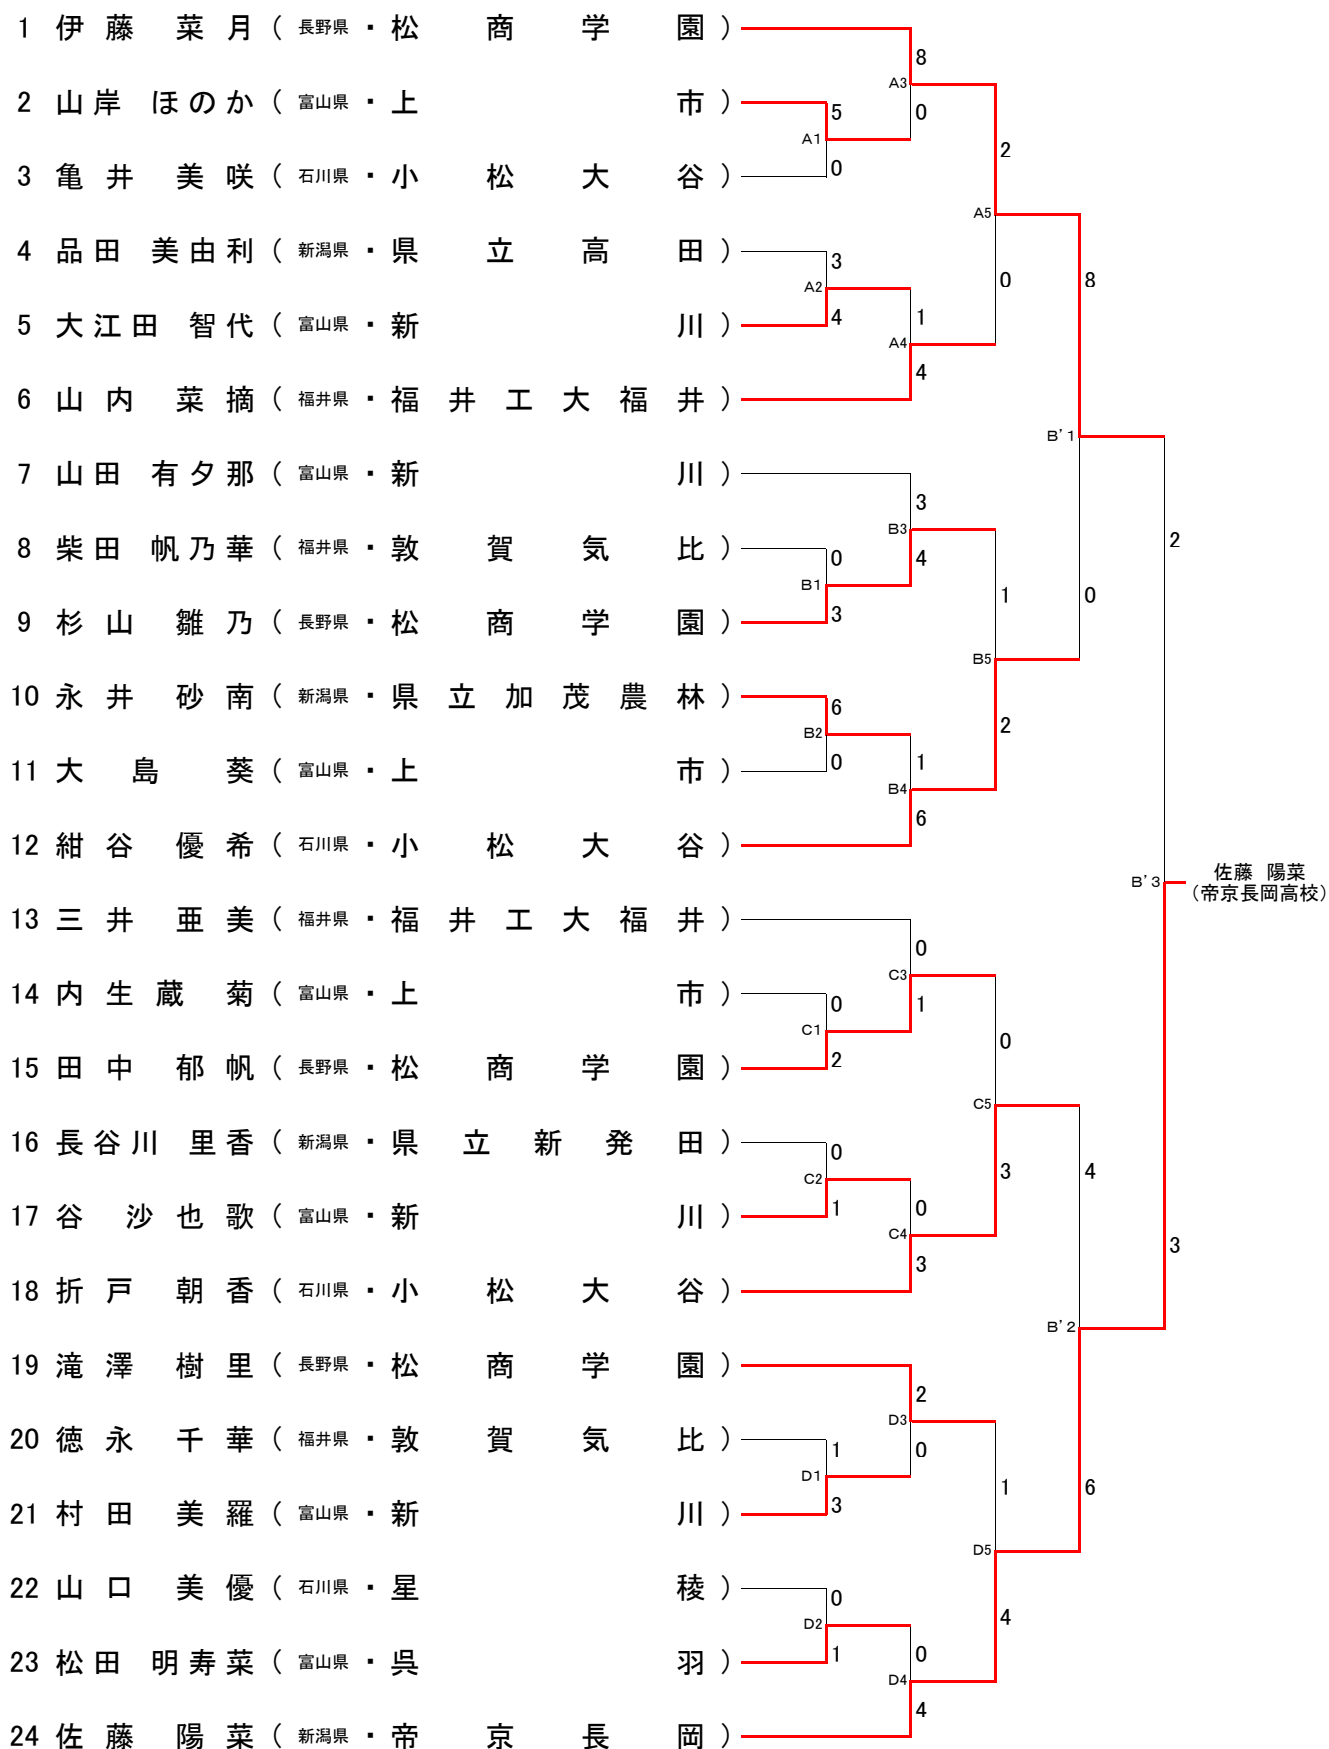 1 伊藤 菜月 ( 長野県 ・ 松商学園 )
8
A3
2 山岸 ほのか ( 富山県 ・ 上市 )
5
0
A1
2
3 亀井 美咲 ( 石川県 ・ 小松大谷 )
0
A5
4 品田 美由利 ( 新潟県 ・ 県立高田 )
3
A2
0
8
5 大江田 智代 ( 富山県 ・ 新川 )
4
1
A4
4
6 山内 菜摘 ( 福井県 ・ 福井工大福井 )
B'1
7 山田 有夕那 ( 富山県 ・ 新川 )
3
B3
2
8 柴田 帆乃華 ( 福井県 ・ 敦賀気比 )
0
4
B1
1
0
9 杉山 雛乃 ( 長野県 ・ 松商学園 )
3
B5
10 永井 砂南 ( 新潟県 ・ 県立加茂農林 )
6
B2
2
11 大島 葵 ( 富山県 ・ 上市 )
0
1
B4
6
12 紺谷 優希 ( 石川県 ・ 小松大谷 )
B'3
佐藤 陽菜
(帝京長岡高校)
13 三井 亜美 ( 福井県 ・ 福井工大福井 )
0
C3
14 内生蔵 菊 ( 富山県 ・ 上市 )
0
1
C1
0
15 田中 郁帆 ( 長野県 ・ 松商学園 )
2
C5
16 長谷川 里香 ( 新潟県 ・ 県立新発田 )
0
C2
3
4
17 谷 沙也歌 ( 富山県 ・ 新川 )
1
0
C4
3
3
18 折戸 朝香 ( 石川県 ・ 小松大谷 )
B'2
19 滝澤 樹里 ( 長野県 ・ 松商学園 )
2
D3
20 徳永 千華 ( 福井県 ・ 敦賀気比 )
1
0
D1
1
6
21 村田 美羅 ( 富山県 ・ 新川 )
3
D5
22 山口 美優 ( 石川県 ・ 星稜 )
0
D2
4
23 松田 明寿菜 ( 富山県 ・ 呉羽 )
1
0
D4
4
24 佐藤 陽菜 ( 新潟県 ・ 帝京長岡 )